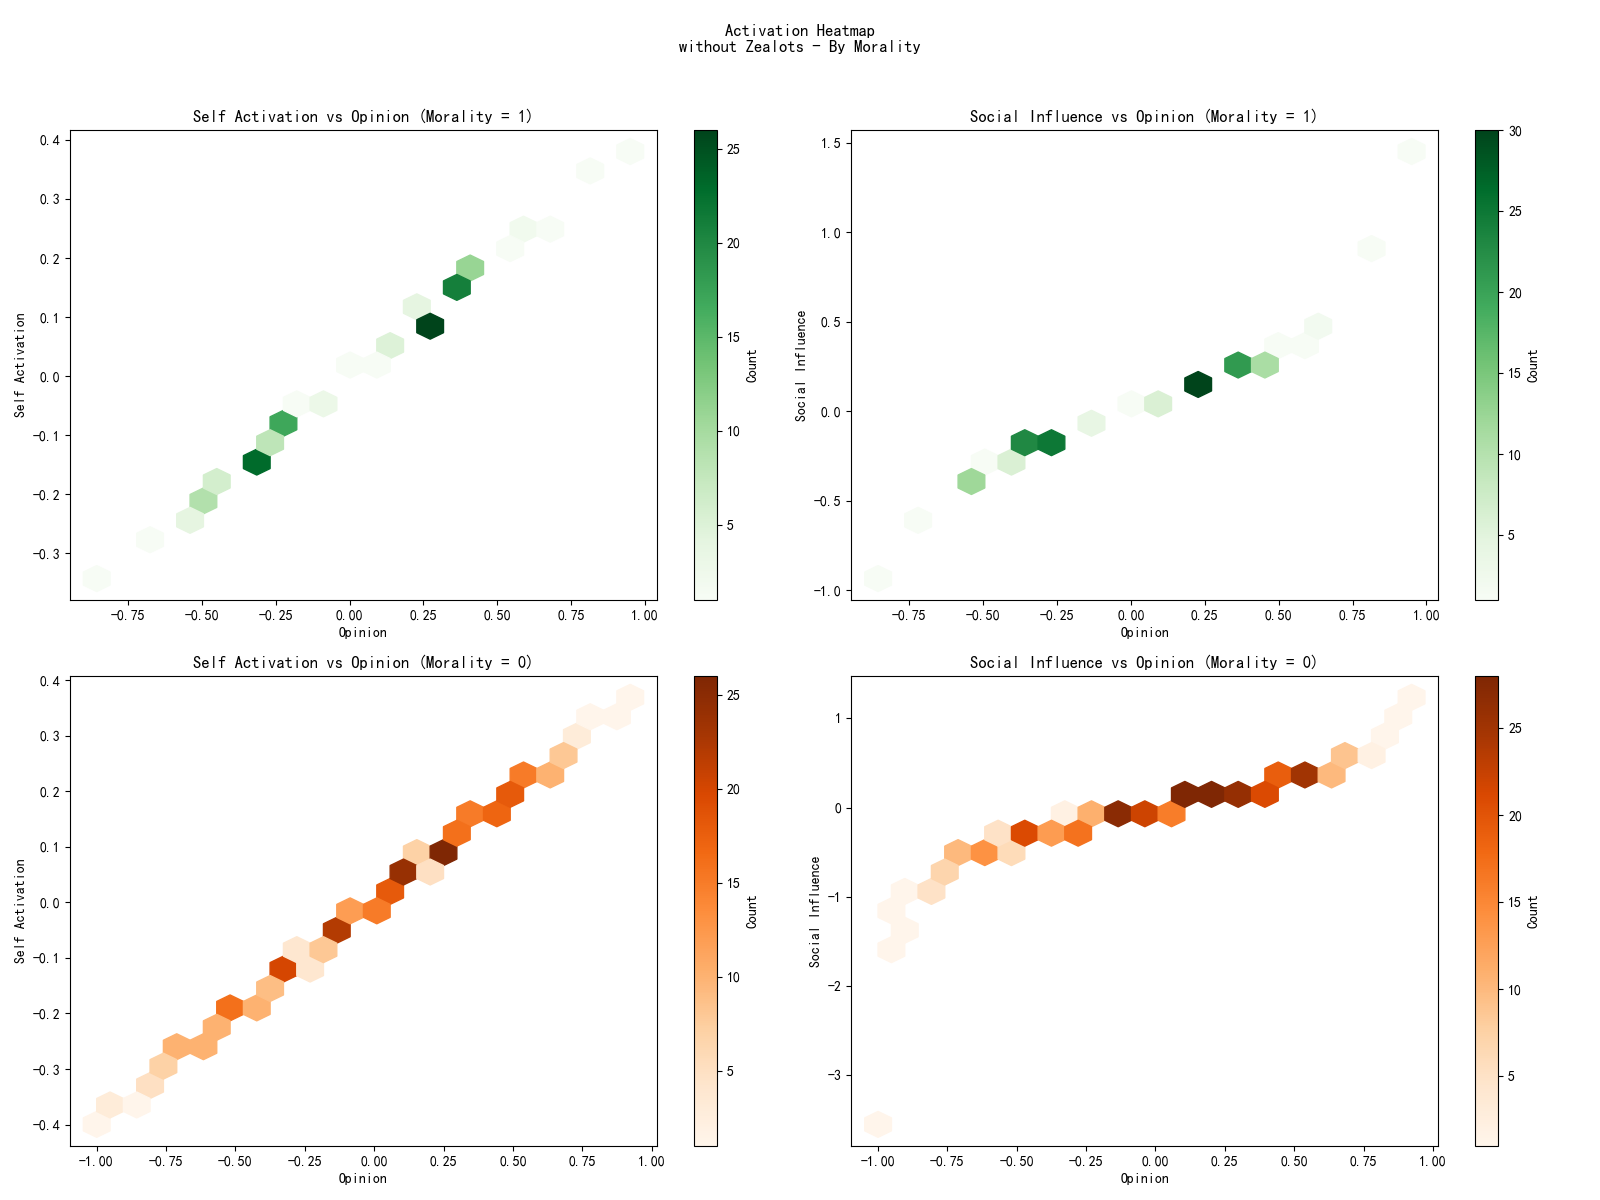 Activation Heatmap
without Zealots - By Morality
Self Activation vs Opinion (Morality = 1)
0.4
0.3
0.2
0.1
0.0
−0.1
−0.2
−0.3
Self Activation
−0.75 −0.50 −0.25 0.00 0.25 0.50 0.75 1.00
Opinion
25
20
15
10
5
Count
Social Influence vs Opinion (Morality = 1)
1.5
1.0
0.5
0.0
−0.5
−1.0
Social Influence
−0.75 −0.50 −0.25 0.00 0.25 0.50 0.75 1.00
Opinion
30
25
20
15
10
5
Count
Self Activation vs Opinion (Morality = 0)
0.4
0.3
0.2
0.1
0.0
−0.1
−0.2
−0.3
−0.4
Self Activation
−1.00 −0.75 −0.50 −0.25 0.00 0.25 0.50 0.75 1.00
Opinion
25
20
15
10
5
Count
Social Influence vs Opinion (Morality = 0)
1
0
−1
−2
−3
Social Influence
−1.00 −0.75 −0.50 −0.25 0.00 0.25 0.50 0.75 1.00
Opinion
25
20
15
10
5
Count